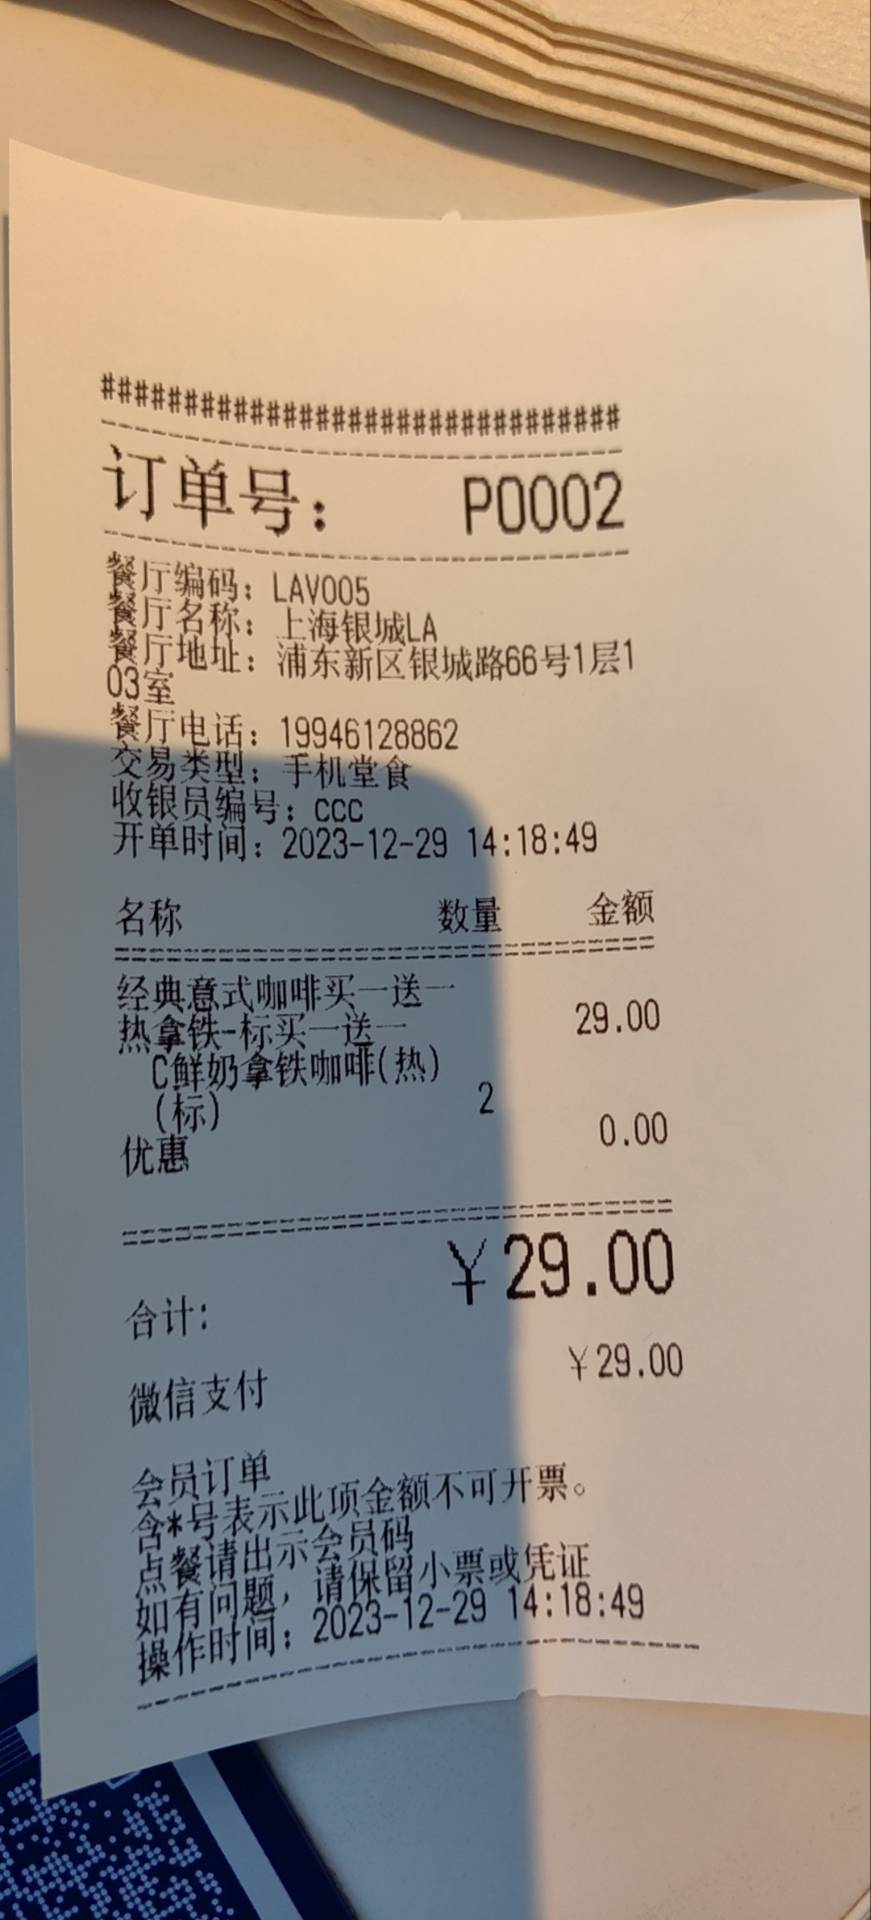 ################################
订单号： P0002
餐厅编码：LAV005
餐厅名称：上海银城LA
餐厅地址：浦东新区银城路66号1层1
03室
餐厅电话：19946128862
交易类型：手机堂食
收银员编号：ccc
开单时间：2023-12-29 14:18:49
名称 数量 金额
经典意式咖啡买一送一
热拿铁-标买一送一 29.00
C鲜奶拿铁咖啡(热)
(标) 2
优惠 0.00
￥29.00
合计:
微信支付 ￥29.00
会员订单
含*号表示此项金额不可开票。
点餐请出示会员码
如有问题，请保留小票或凭证
操作时间：2023-12-29 14:18:49